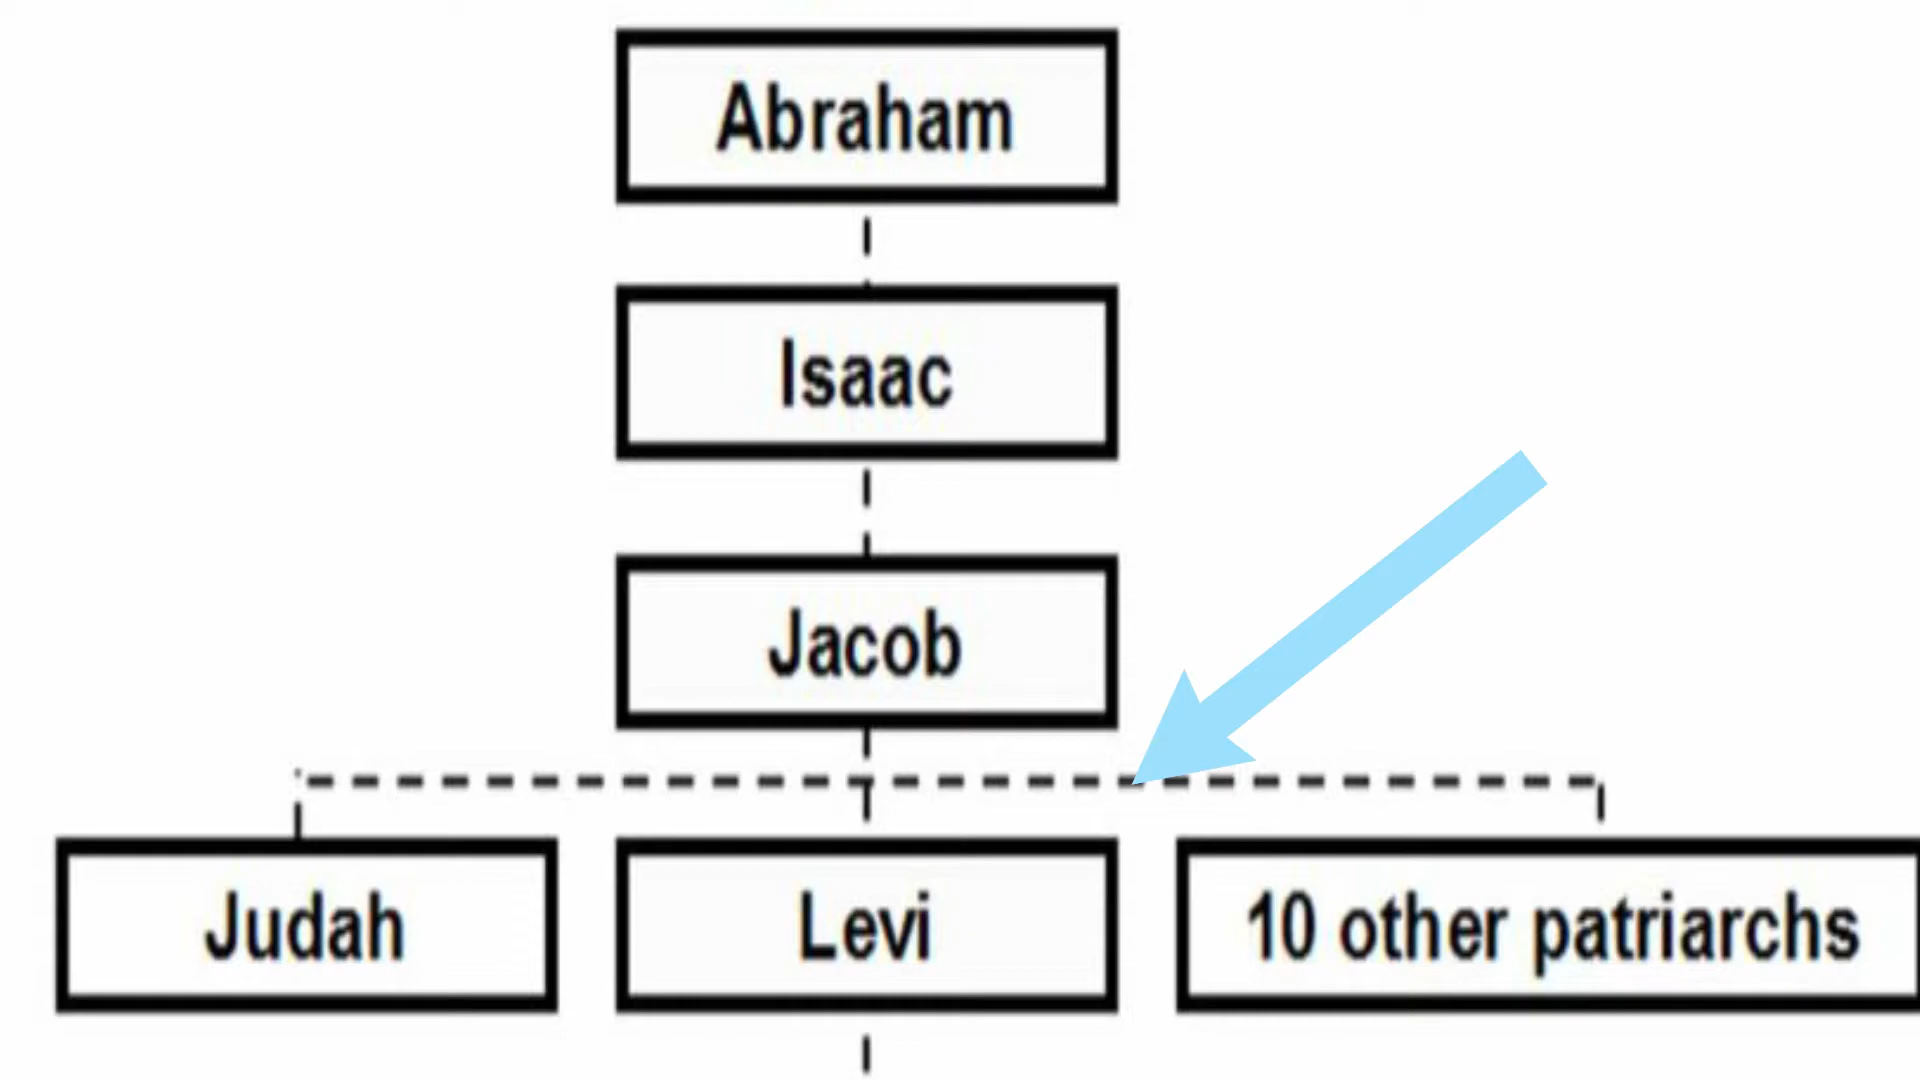 Abraham
Isaac
Jacob
Judah
Levi
10 other patriarchs